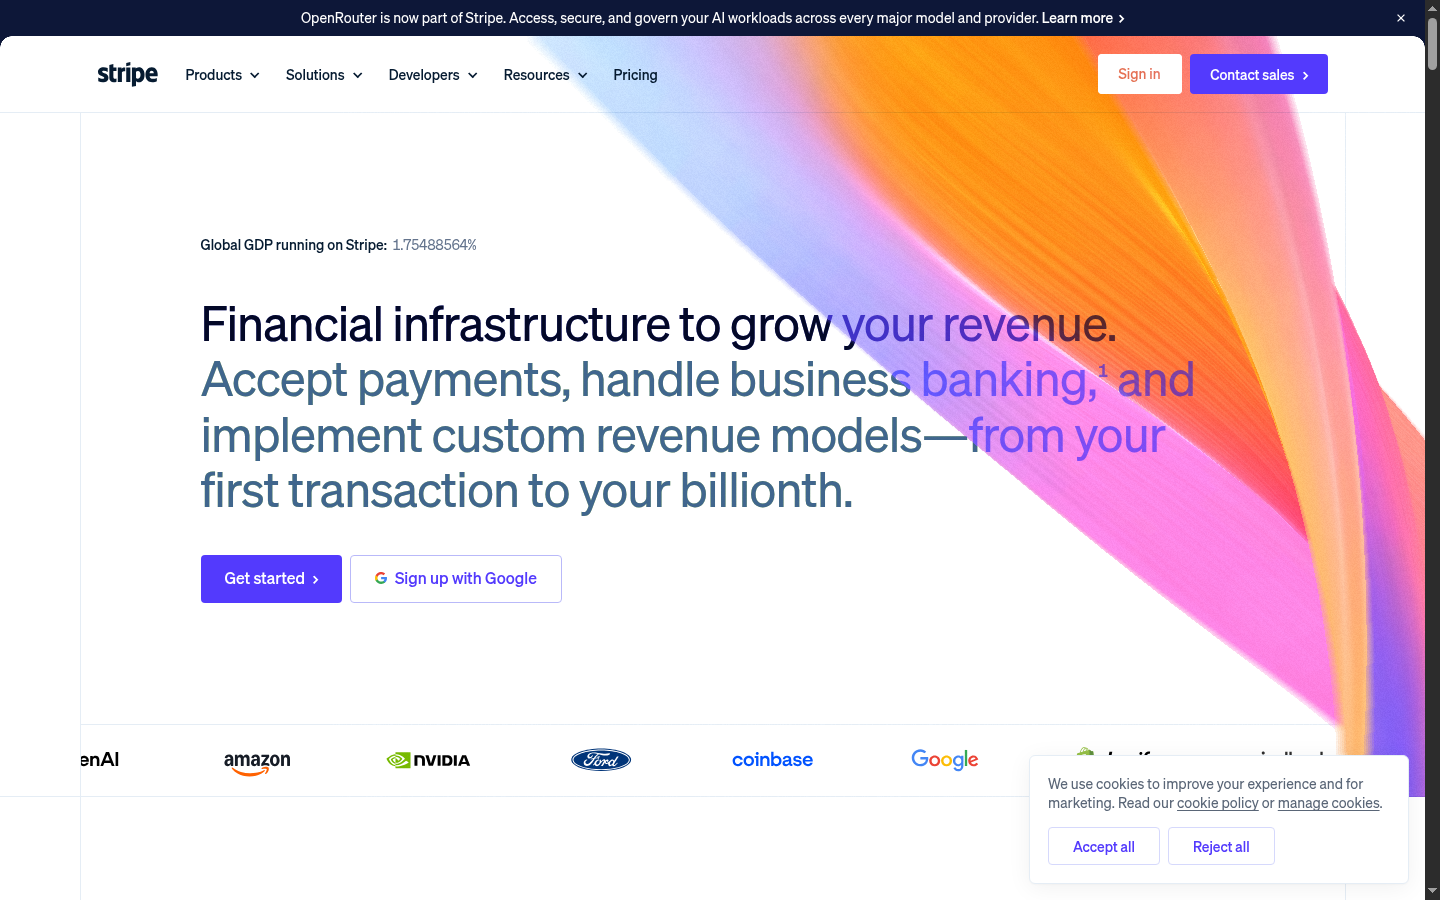 OpenRouter is now part of Stripe. Access, secure, and govern your AI workloads across every major model and provider. Learn more
stripe
Products
Solutions
Developers
Resources
Pricing
Sign in
Contact sales
Global GDP running on Stripe: 1.75488564%
Financial infrastructure to grow your revenue.
Accept payments, handle business banking,¹ and
implement custom revenue models—from your
first transaction to your billionth.
Get started
Sign up with Google
enAI
amazon
NVIDIA
Ford
coinbase
Google
We use cookies to improve your experience and for
marketing. Read our cookie policy or manage cookies.
Accept all
Reject all